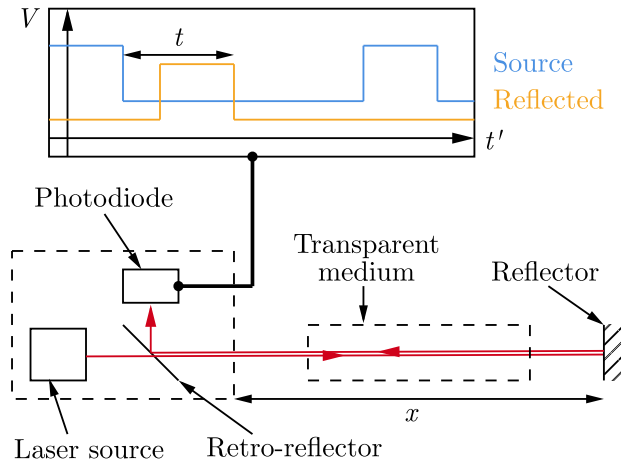 V
t
Source
Reflected
t′
Photodiode
Transparent
medium
Reflector
x
Laser source
Retro-reflector